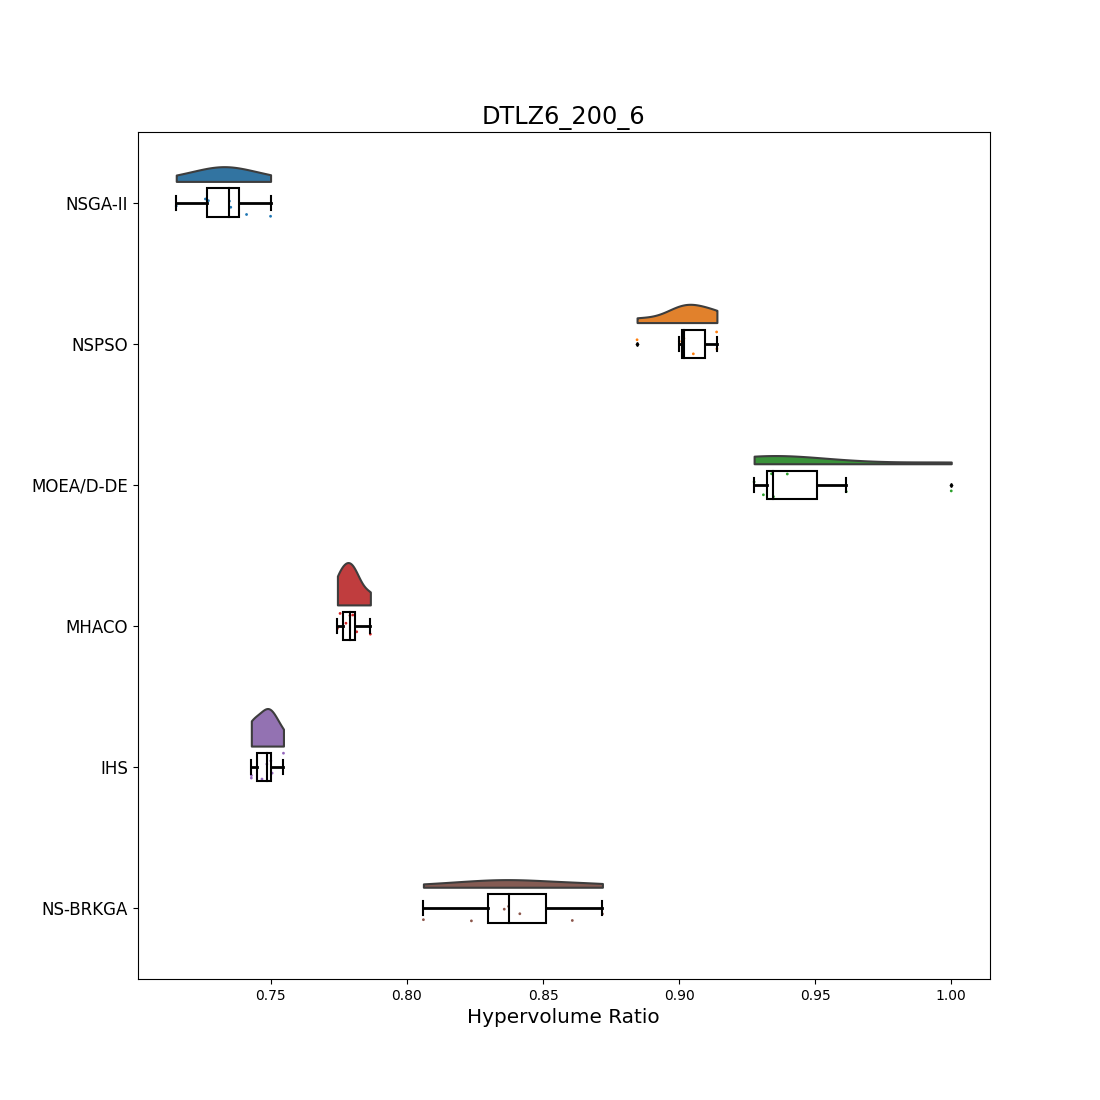 DTLZ6_200_6
NSGA-II
NSPSO
MOEA/D-DE
MHACO
IHS
NS-BRKGA
0.75 0.80 0.85 0.90 0.95 1.00
Hypervolume Ratio